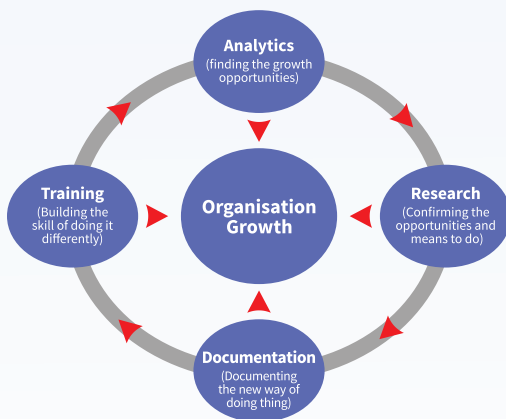 Analytics
(finding the growth
opportunities)
Training
(Building the
skill of doing it
differently)
Organisation
Growth
Research
(Confirming the
opportunities and
means to do)
Documentation
(Documenting
the new way of
doing thing)